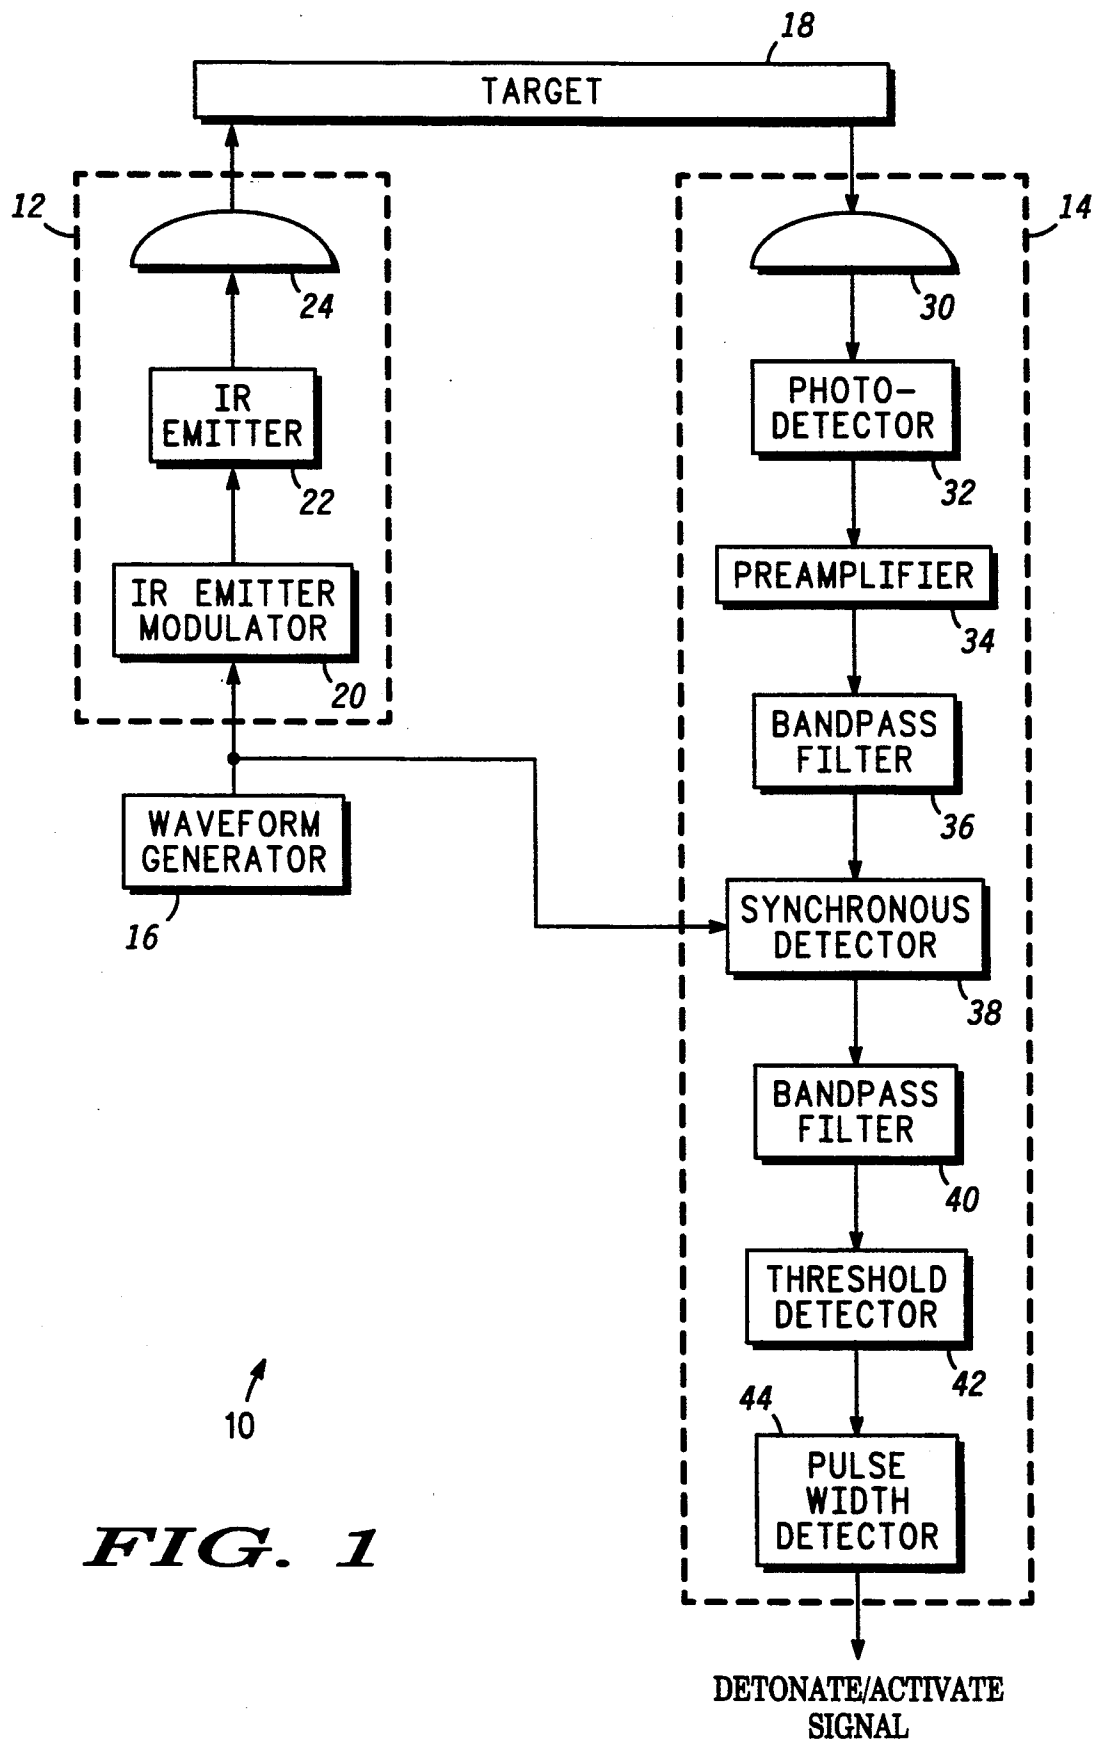 18
TARGET
12
14
24
30
IR
EMITTER
22
PHOTO-
DETECTOR
32
IR EMITTER
MODULATOR
20
PREAMPLIFIER
34
BANDPASS
FILTER
36
WAVEFORM
GENERATOR
16
SYNCHRONOUS
DETECTOR
38
BANDPASS
FILTER
40
THRESHOLD
DETECTOR
42
10
44
PULSE
WIDTH
DETECTOR
FIG. 1
DETONATE/ACTIVATE
SIGNAL